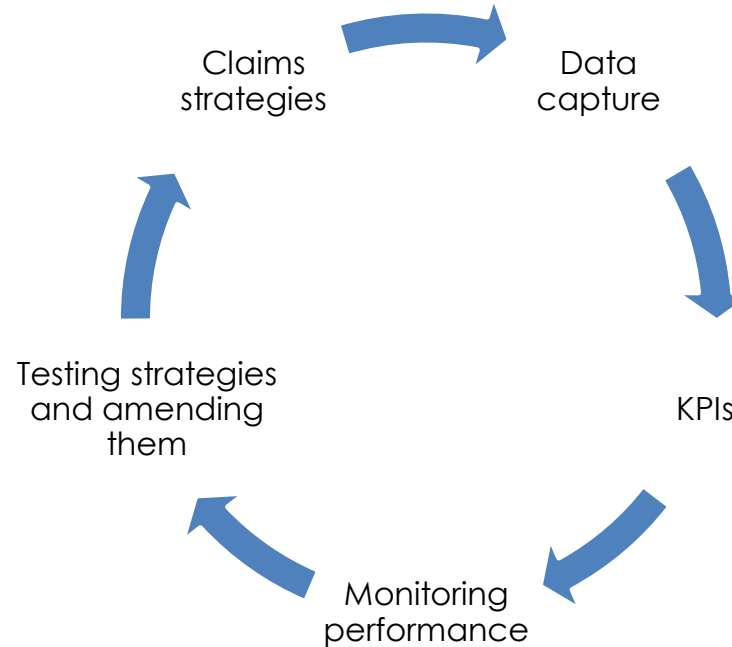 Claims
strategies
Data
capture
KPIs
Monitoring
performance
Testing strategies
and amending
them